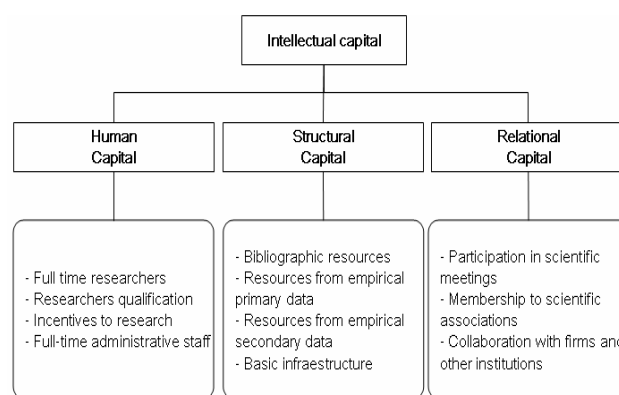 Intellectual capital
Human
Capital
Structural
Capital
Relational
Capital
- Full time researchers
- Researchers qualification
- Incentives to research
- Full-time administrative staff
- Bibliographic resources
- Resources from empirical
primary data
- Resources from empirical
secondary data
- Basic infraestructure
- Participation in scientific
meetings
- Membership to scientific
associations
- Collaboration with firms and
other institutions